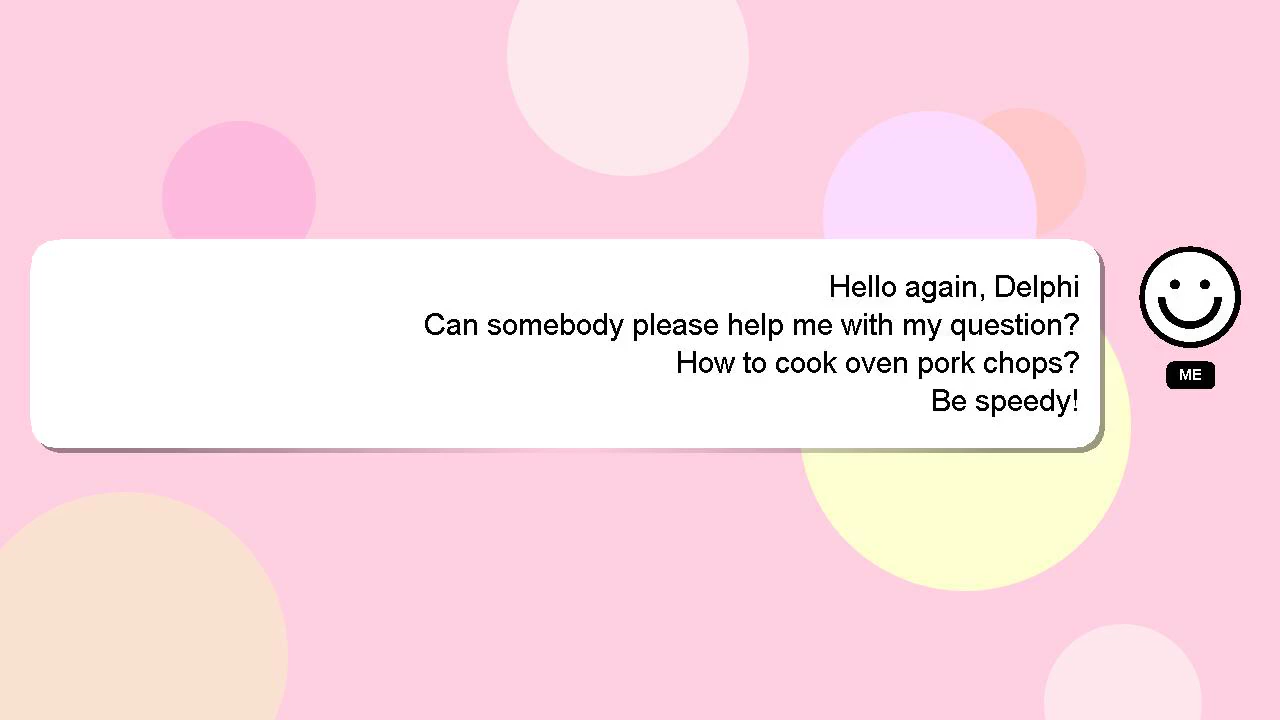 Hello again, Delphi
Can somebody please help me with my question?
How to cook oven pork chops?
Be speedy!
ME